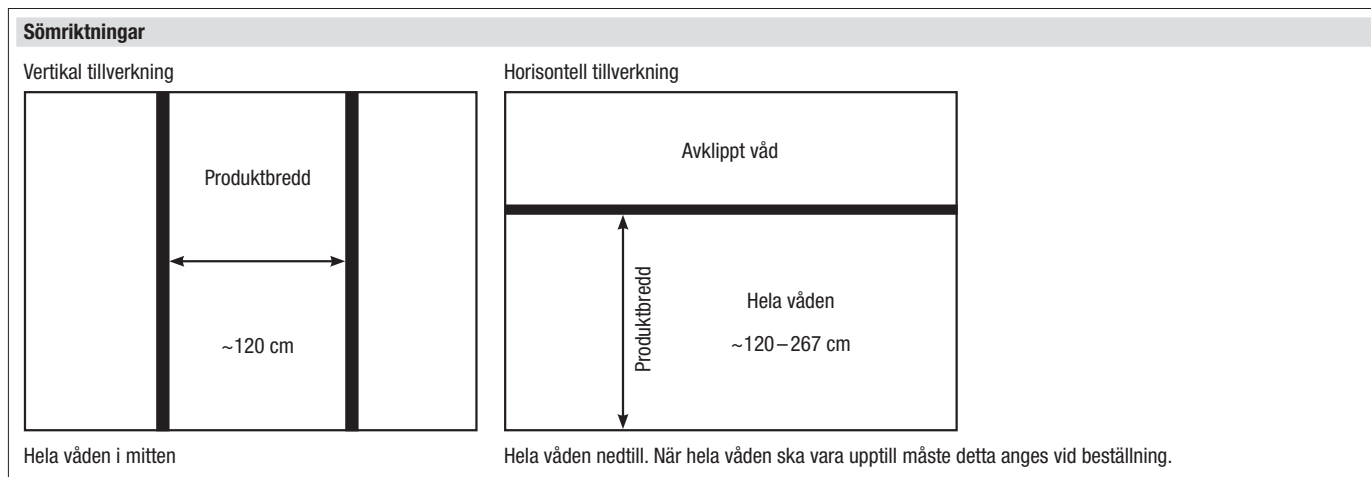 Sömriktningar
Vertikal tillverkning
Produktbredd
~120 cm
Hela våden i mitten
Horisontell tillverkning
Avklippt våd
Produktbredd
Hela våden
~120–267 cm
Hela våden nedtill. När hela våden ska vara upptill måste detta anges vid beställning.